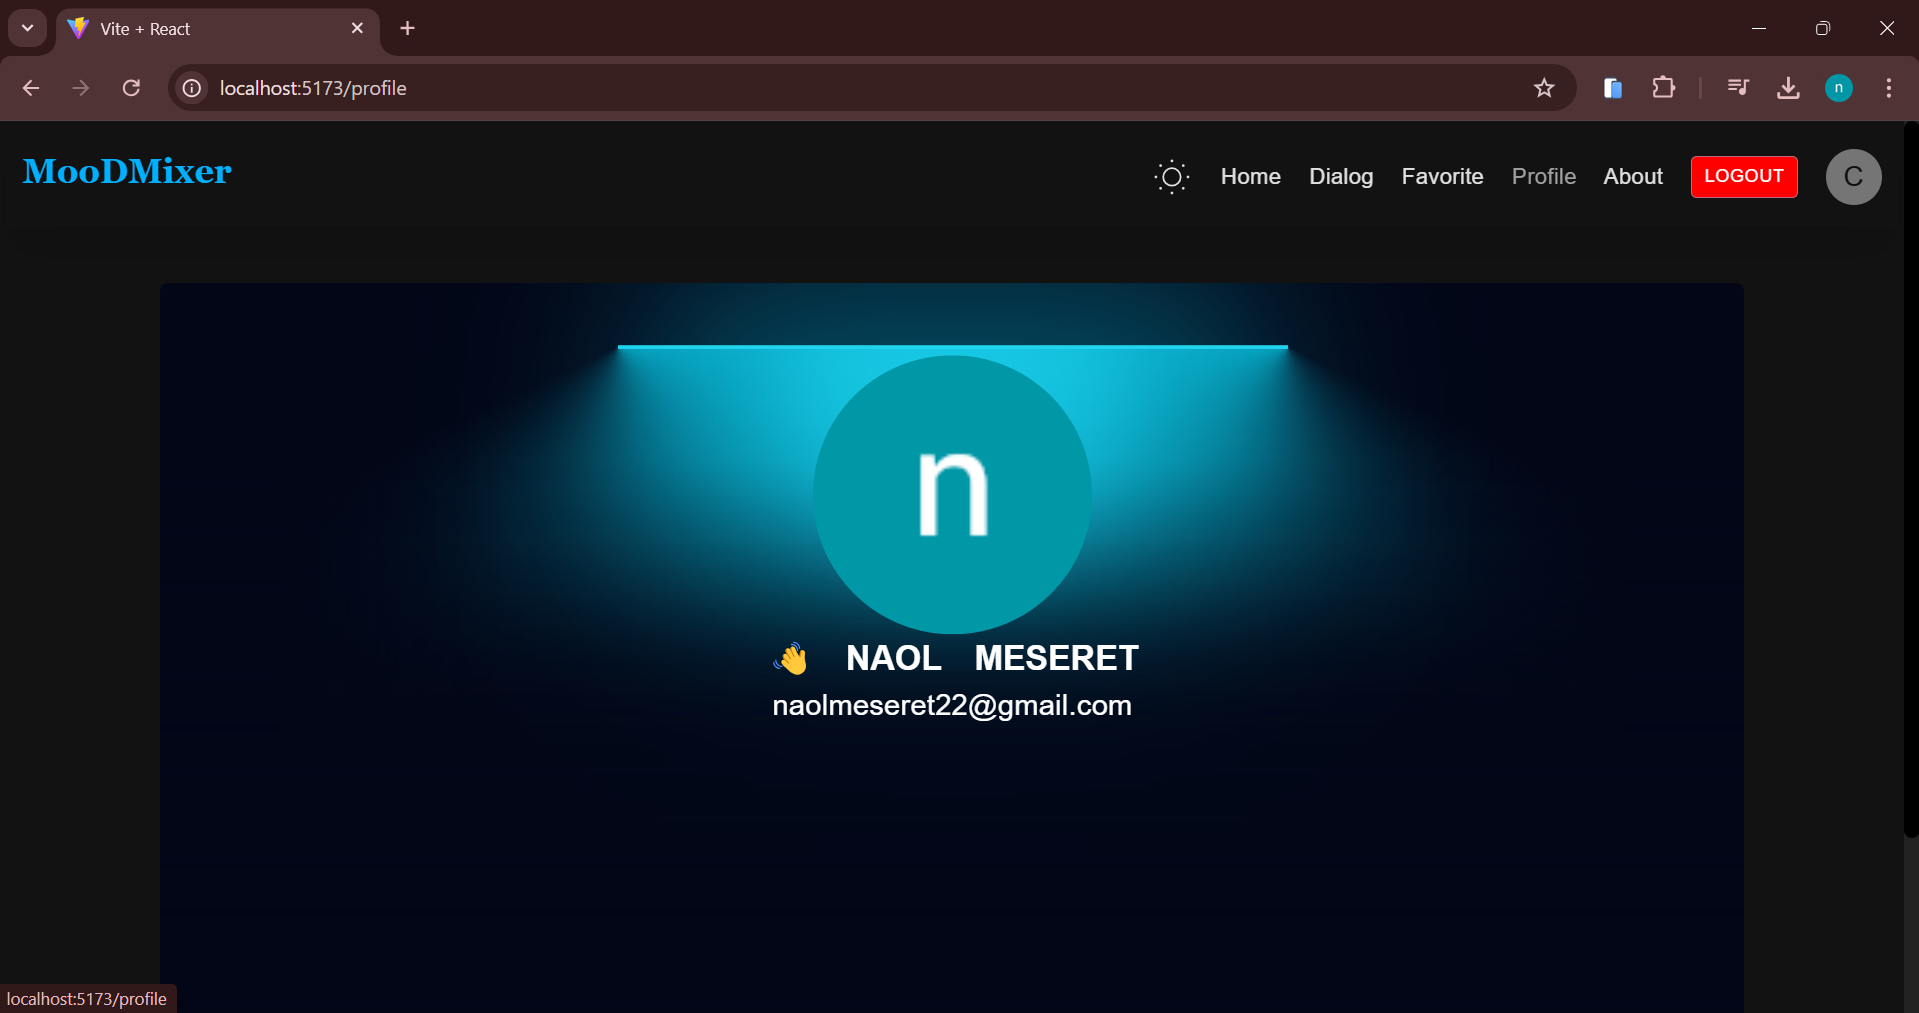 Vite + React
localhost:5173/profile
n
MooDMixer
Home Dialog Favorite Profile About LOGOUT C
n
👋 NAOL MESERET
naolmeseret22@gmail.com
localhost:5173/profile